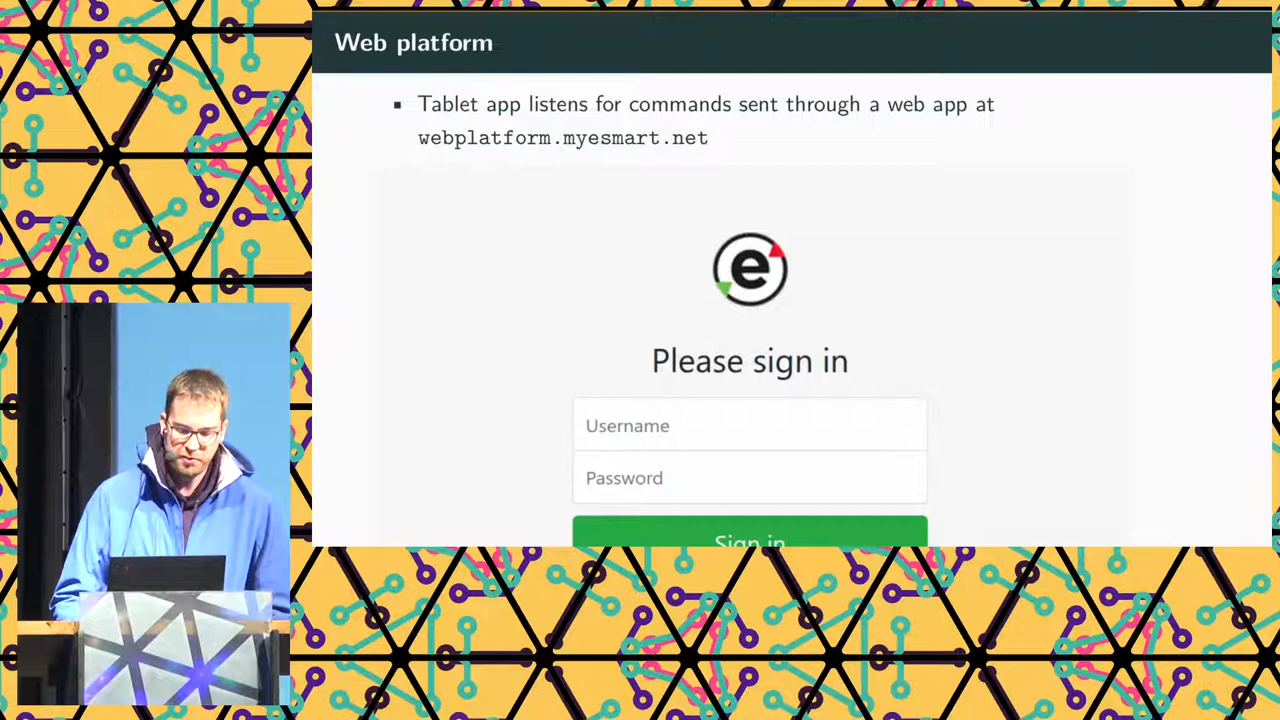 Web platform
▪ Tablet app listens for commands sent through a web app at
webplatform.myesmart.net
e
Please sign in
Username
Password
Sign in